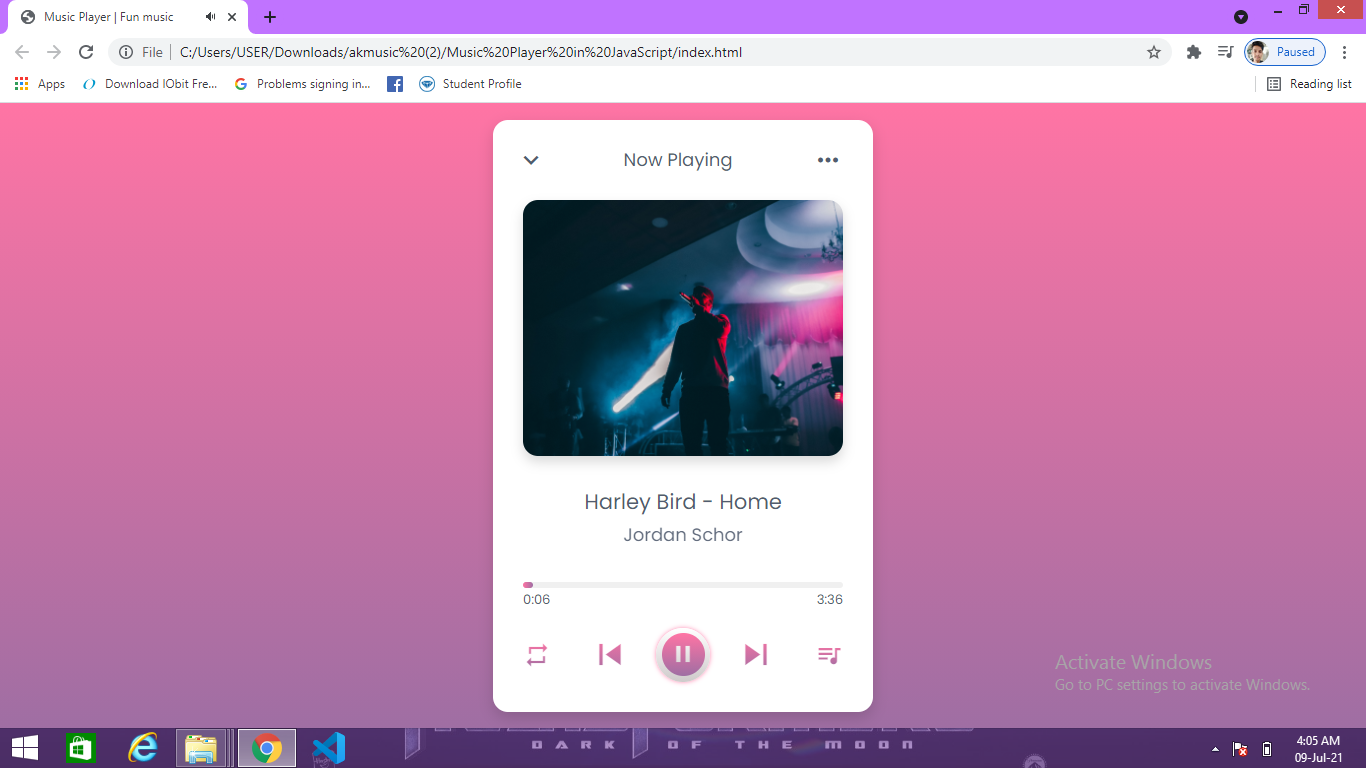 Music Player | Fun music
File
C:/Users/USER/Downloads/akmusic%20(2)/Music%20Player%20in%20JavaScript/index.html
Paused
Apps
Download IObit Fre...
Problems signing in...
Student Profile
Reading list
Now Playing
Harley Bird - Home
Jordan Schor
0:06
3:36
Activate Windows
Go to PC settings to activate Windows.
DARK OF THE MOON
4:05 AM
09-Jul-21